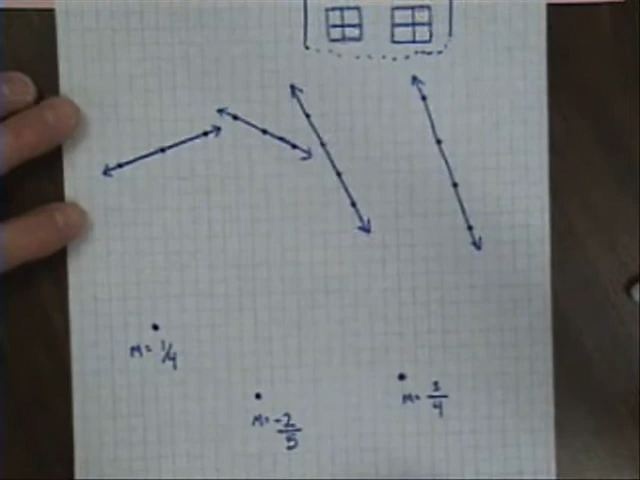 M = 1/4
M = -2/5
M = 3/4